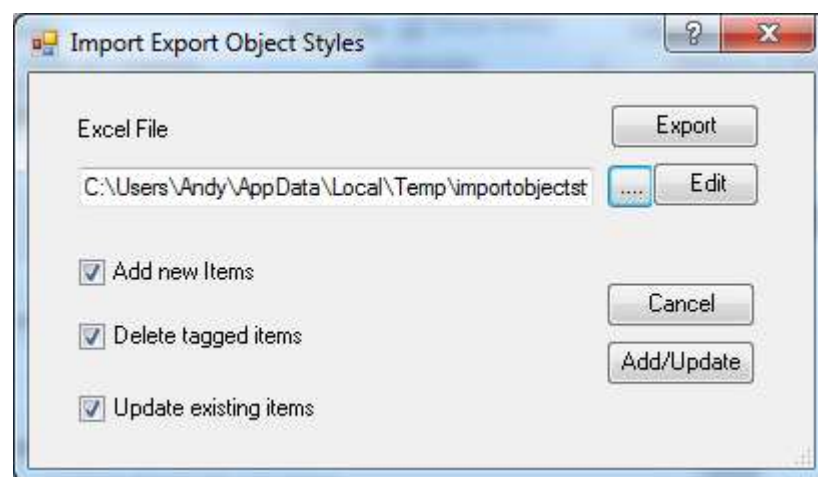 Import Export Object Styles
?
Excel File
Export
C:\Users\Andy\AppData\Local\Temp\importobjectst
....
Edit
Add new Items
Cancel
Delete tagged items
Add/Update
Update existing items